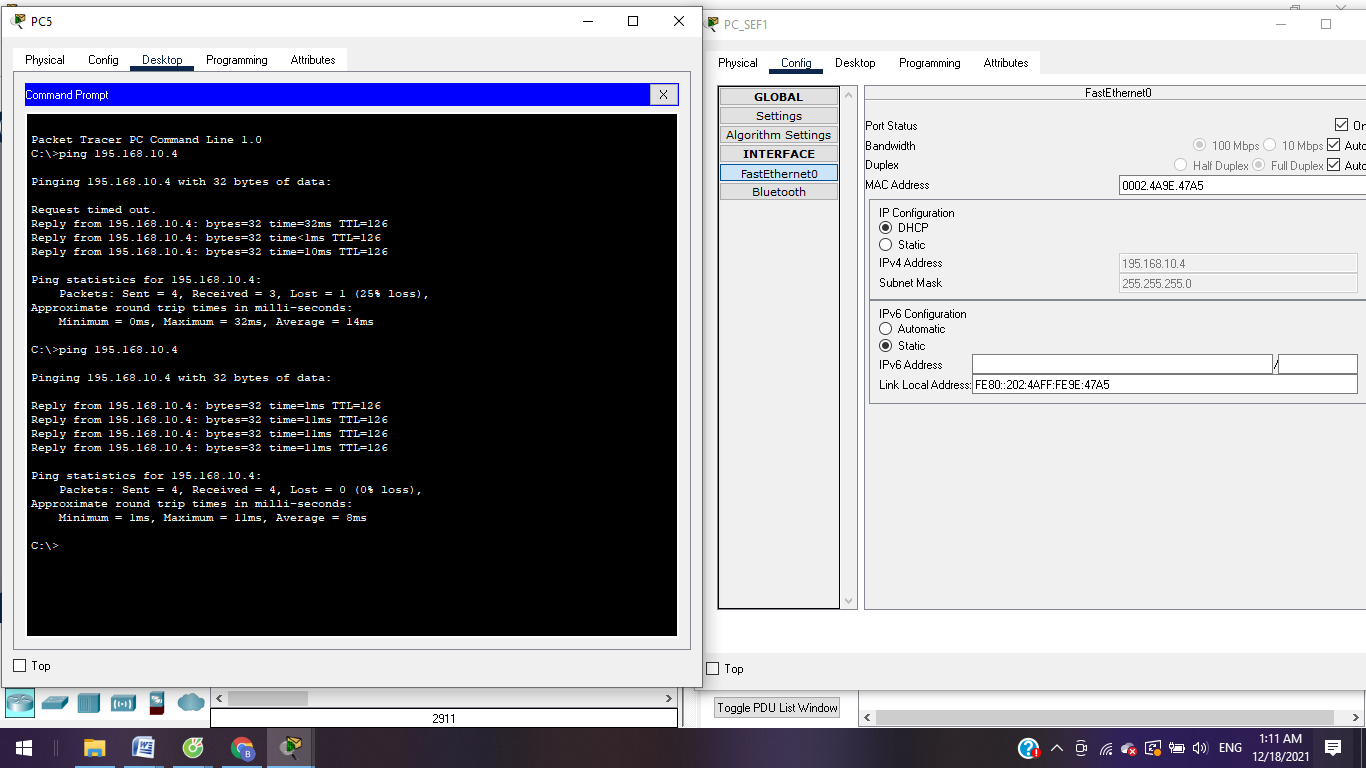 PC5
Physical Config Desktop Programming Attributes
Command Prompt
X
Packet Tracer PC Command Line 1.0
C:\>ping 195.168.10.4
Pinging 195.168.10.4 with 32 bytes of data:
Request timed out.
Reply from 195.168.10.4: bytes=32 time=32ms TTL=126
Reply from 195.168.10.4: bytes=32 time<1ms TTL=126
Reply from 195.168.10.4: bytes=32 time=10ms TTL=126
Ping statistics for 195.168.10.4:
Packets: Sent = 4, Received = 3, Lost = 1 (25% loss),
Approximate round trip times in milli-seconds:
Minimum = 0ms, Maximum = 32ms, Average = 14ms
C:\>ping 195.168.10.4
Pinging 195.168.10.4 with 32 bytes of data:
Reply from 195.168.10.4: bytes=32 time=1ms TTL=126
Reply from 195.168.10.4: bytes=32 time=11ms TTL=126
Reply from 195.168.10.4: bytes=32 time=11ms TTL=126
Reply from 195.168.10.4: bytes=32 time=11ms TTL=126
Ping statistics for 195.168.10.4:
Packets: Sent = 4, Received = 4, Lost = 0 (0% loss),
Approximate round trip times in milli-seconds:
Minimum = 1ms, Maximum = 11ms, Average = 8ms
C:\>
Top
2911
PC_SEF1
Physical Config Desktop Programming Attributes
GLOBAL
Settings
Algorithm Settings
INTERFACE
FastEthernet0
Bluetooth
FastEthernet0
Port Status On
Bandwidth 100 Mbps 10 Mbps Auto
Duplex Half Duplex Full Duplex Auto
MAC Address 0002.4A9E.47A5
IP Configuration
DHCP
Static
IPv4 Address 195.168.10.4
Subnet Mask 255.255.255.0
IPv6 Configuration
Automatic
Static
IPv6 Address /
Link Local Address: FE80::202:4AFF:FE9E:47A5
Top
Toggle PDU List Window
ENG
1:11 AM
12/18/2021